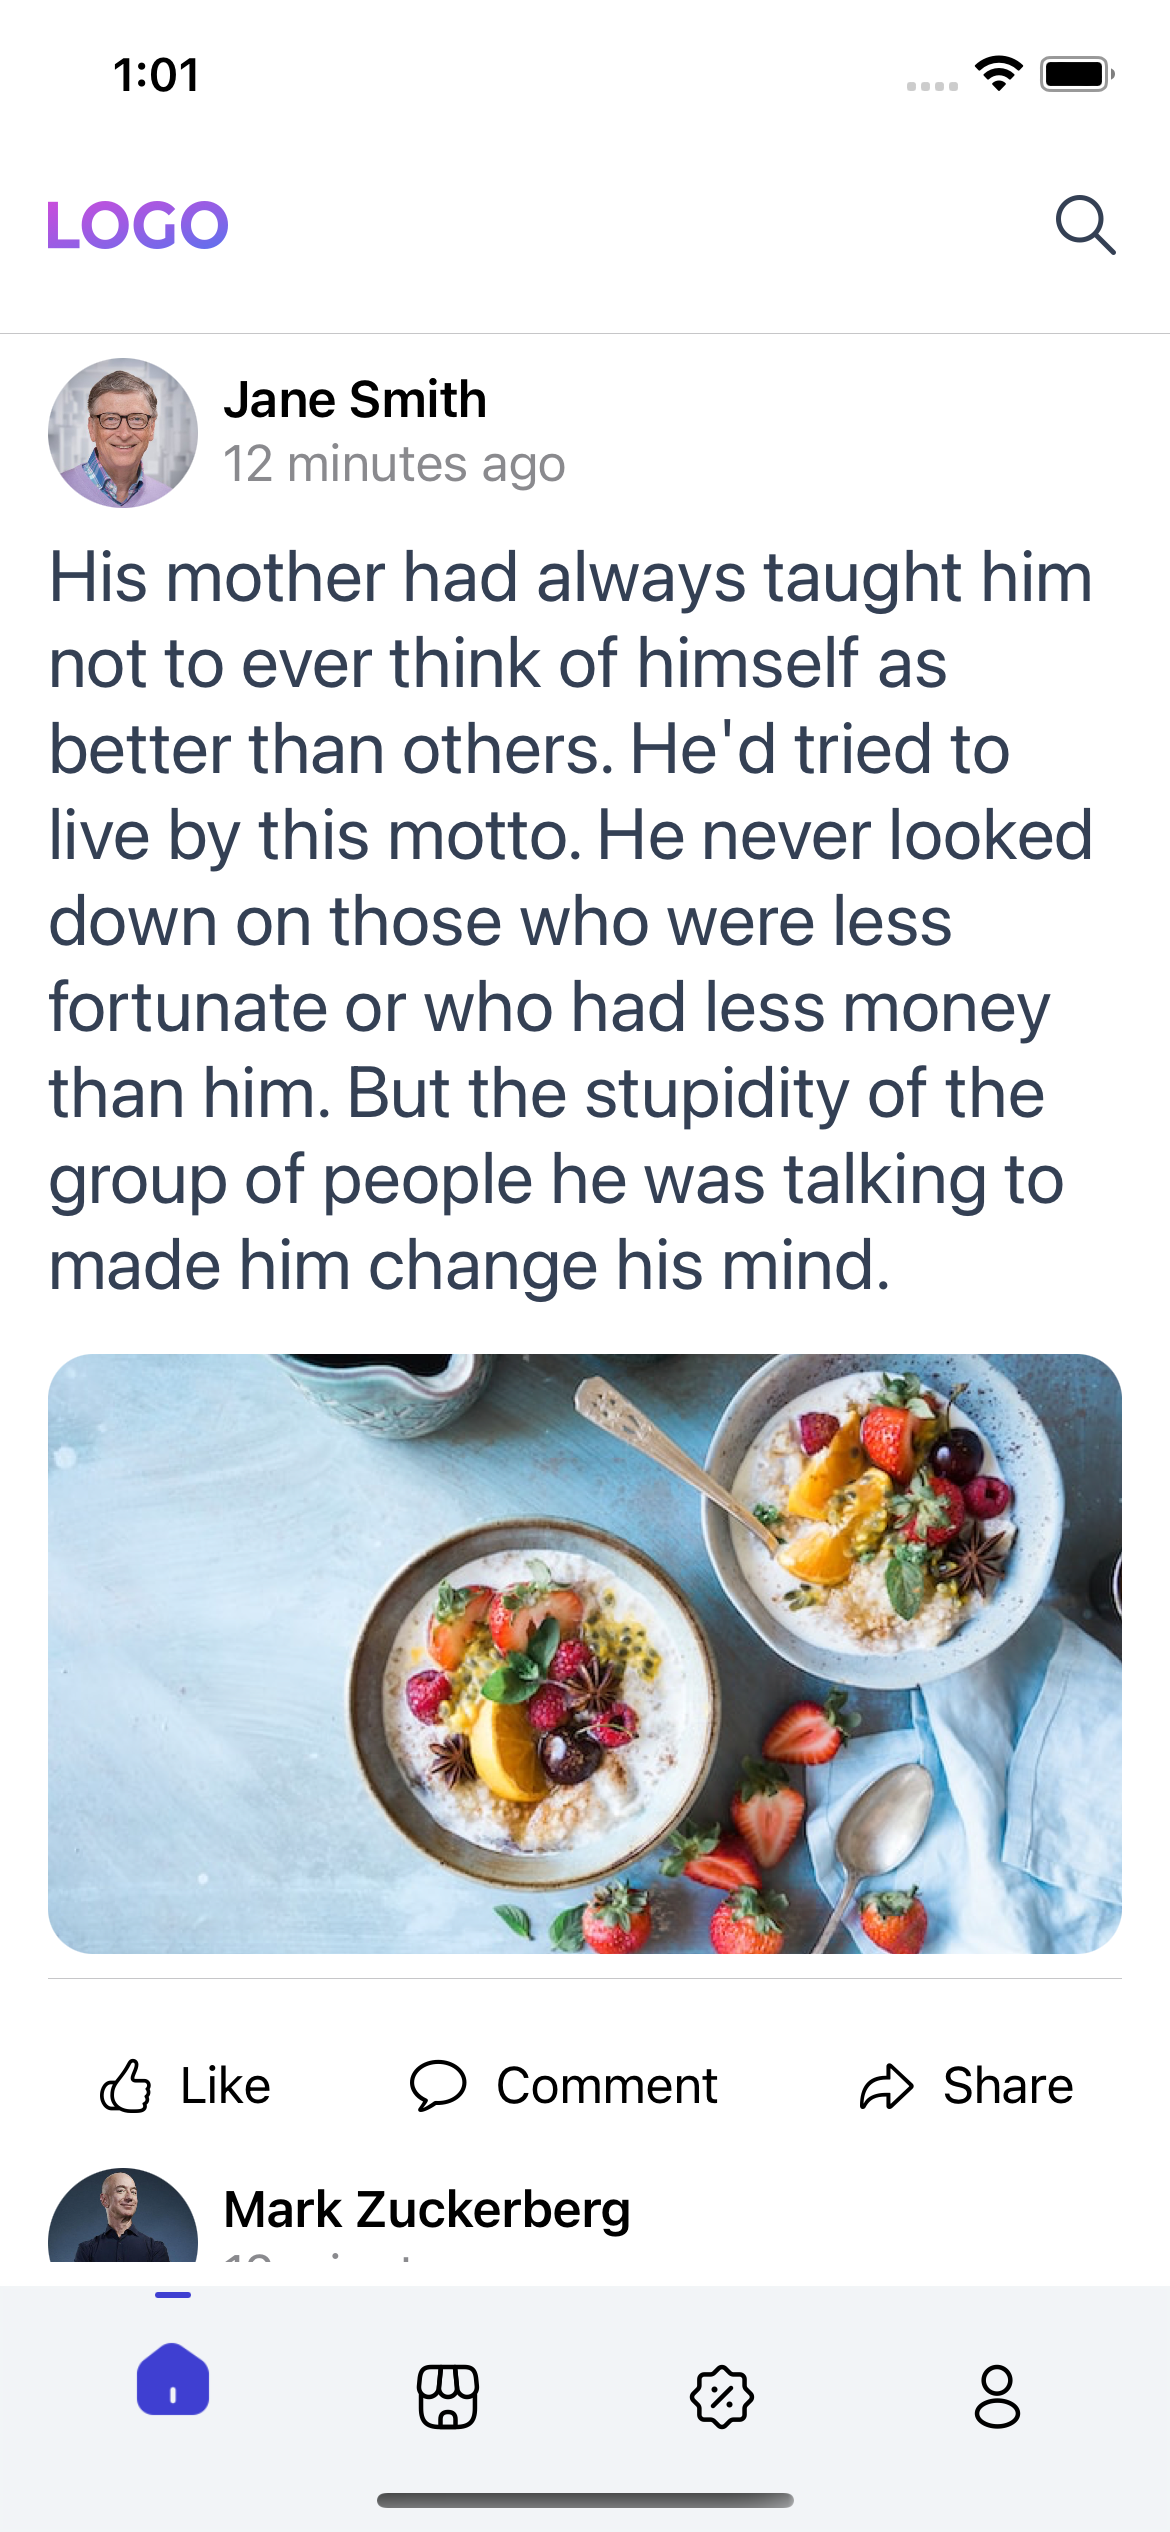 1:01
LOGO
Jane Smith
12 minutes ago
His mother had always taught him
not to ever think of himself as
better than others. He'd tried to
live by this motto. He never looked
down on those who were less
fortunate or who had less money
than him. But the stupidity of the
group of people he was talking to
made him change his mind.
Like
Comment
Share
Mark Zuckerberg